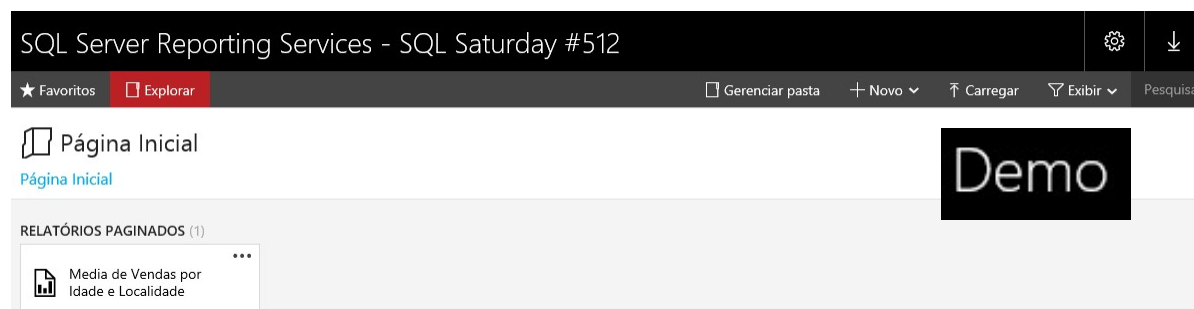 SQL Server Reporting Services - SQL Saturday #512
Favoritos Explorar Gerenciar pasta Novo Carregar Exibir Pesquisa
Página Inicial
Demo
Página Inicial
RELATÓRIOS PAGINADOS (1)
Media de Vendas por
Idade e Localidade